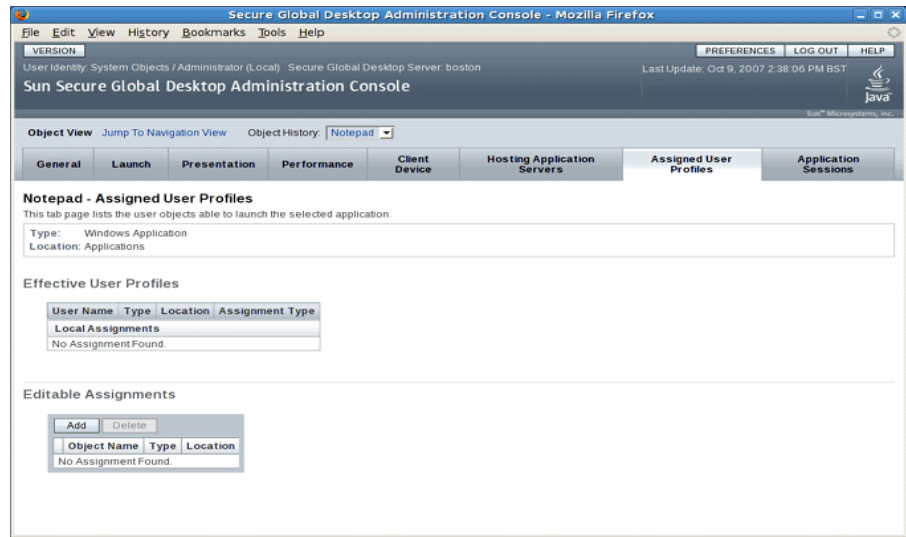 Secure Global Desktop Administration Console - Mozilla Firefox
File Edit View History Bookmarks Tools Help
VERSION PREFERENCES LOG OUT HELP
User Identity: System Objects / Administrator (Local) Secure Global Desktop Server: boston Last Update: Oct 9, 2007 2:38:06 PM BST
Sun Secure Global Desktop Administration Console
Java
Sun™ Microsystems, Inc.
Object View Jump To Navigation View Object History: Notepad
General Launch Presentation Performance Client Device Hosting Application Servers Assigned User Profiles Application Sessions
Notepad - Assigned User Profiles
This tab page lists the user objects able to launch the selected application.
Type: Windows Application
Location: Applications
Effective User Profiles
User Name Type Location Assignment Type
Local Assignments
No Assignment Found.
Editable Assignments
Add Delete
Object Name Type Location
No Assignment Found.